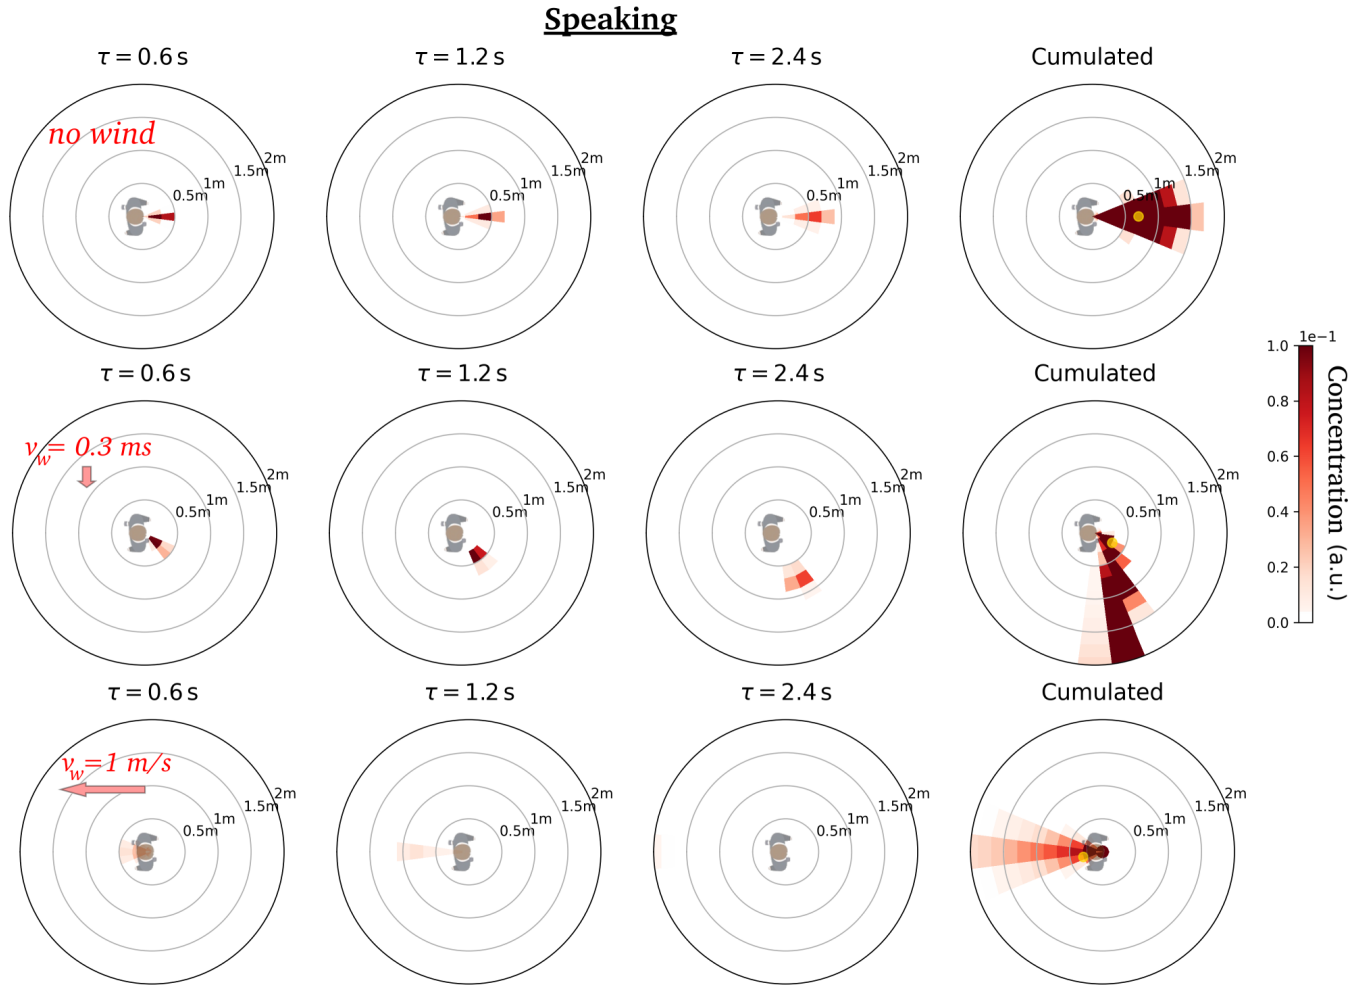 Speaking
τ = 0.6 s
τ = 1.2 s
τ = 2.4 s
Cumulated
no wind
0.5m
1m
1.5m
2m
0.5m
1m
1.5m
2m
0.5m
1m
1.5m
2m
0.5m
1m
1.5m
2m
τ = 0.6 s
τ = 1.2 s
τ = 2.4 s
Cumulated
v_w= 0.3 ms
0.5m
1m
1.5m
2m
0.5m
1m
1.5m
2m
0.5m
1m
1.5m
2m
0.5m
1m
1.5m
2m
τ = 0.6 s
τ = 1.2 s
τ = 2.4 s
Cumulated
v_w=1 m/s
0.5m
1m
1.5m
2m
0.5m
1m
1.5m
2m
0.5m
1m
1.5m
2m
0.5m
1m
1.5m
2m
1e−1
1.0
0.8
0.6
0.4
0.2
0.0
Concentration (a.u.)